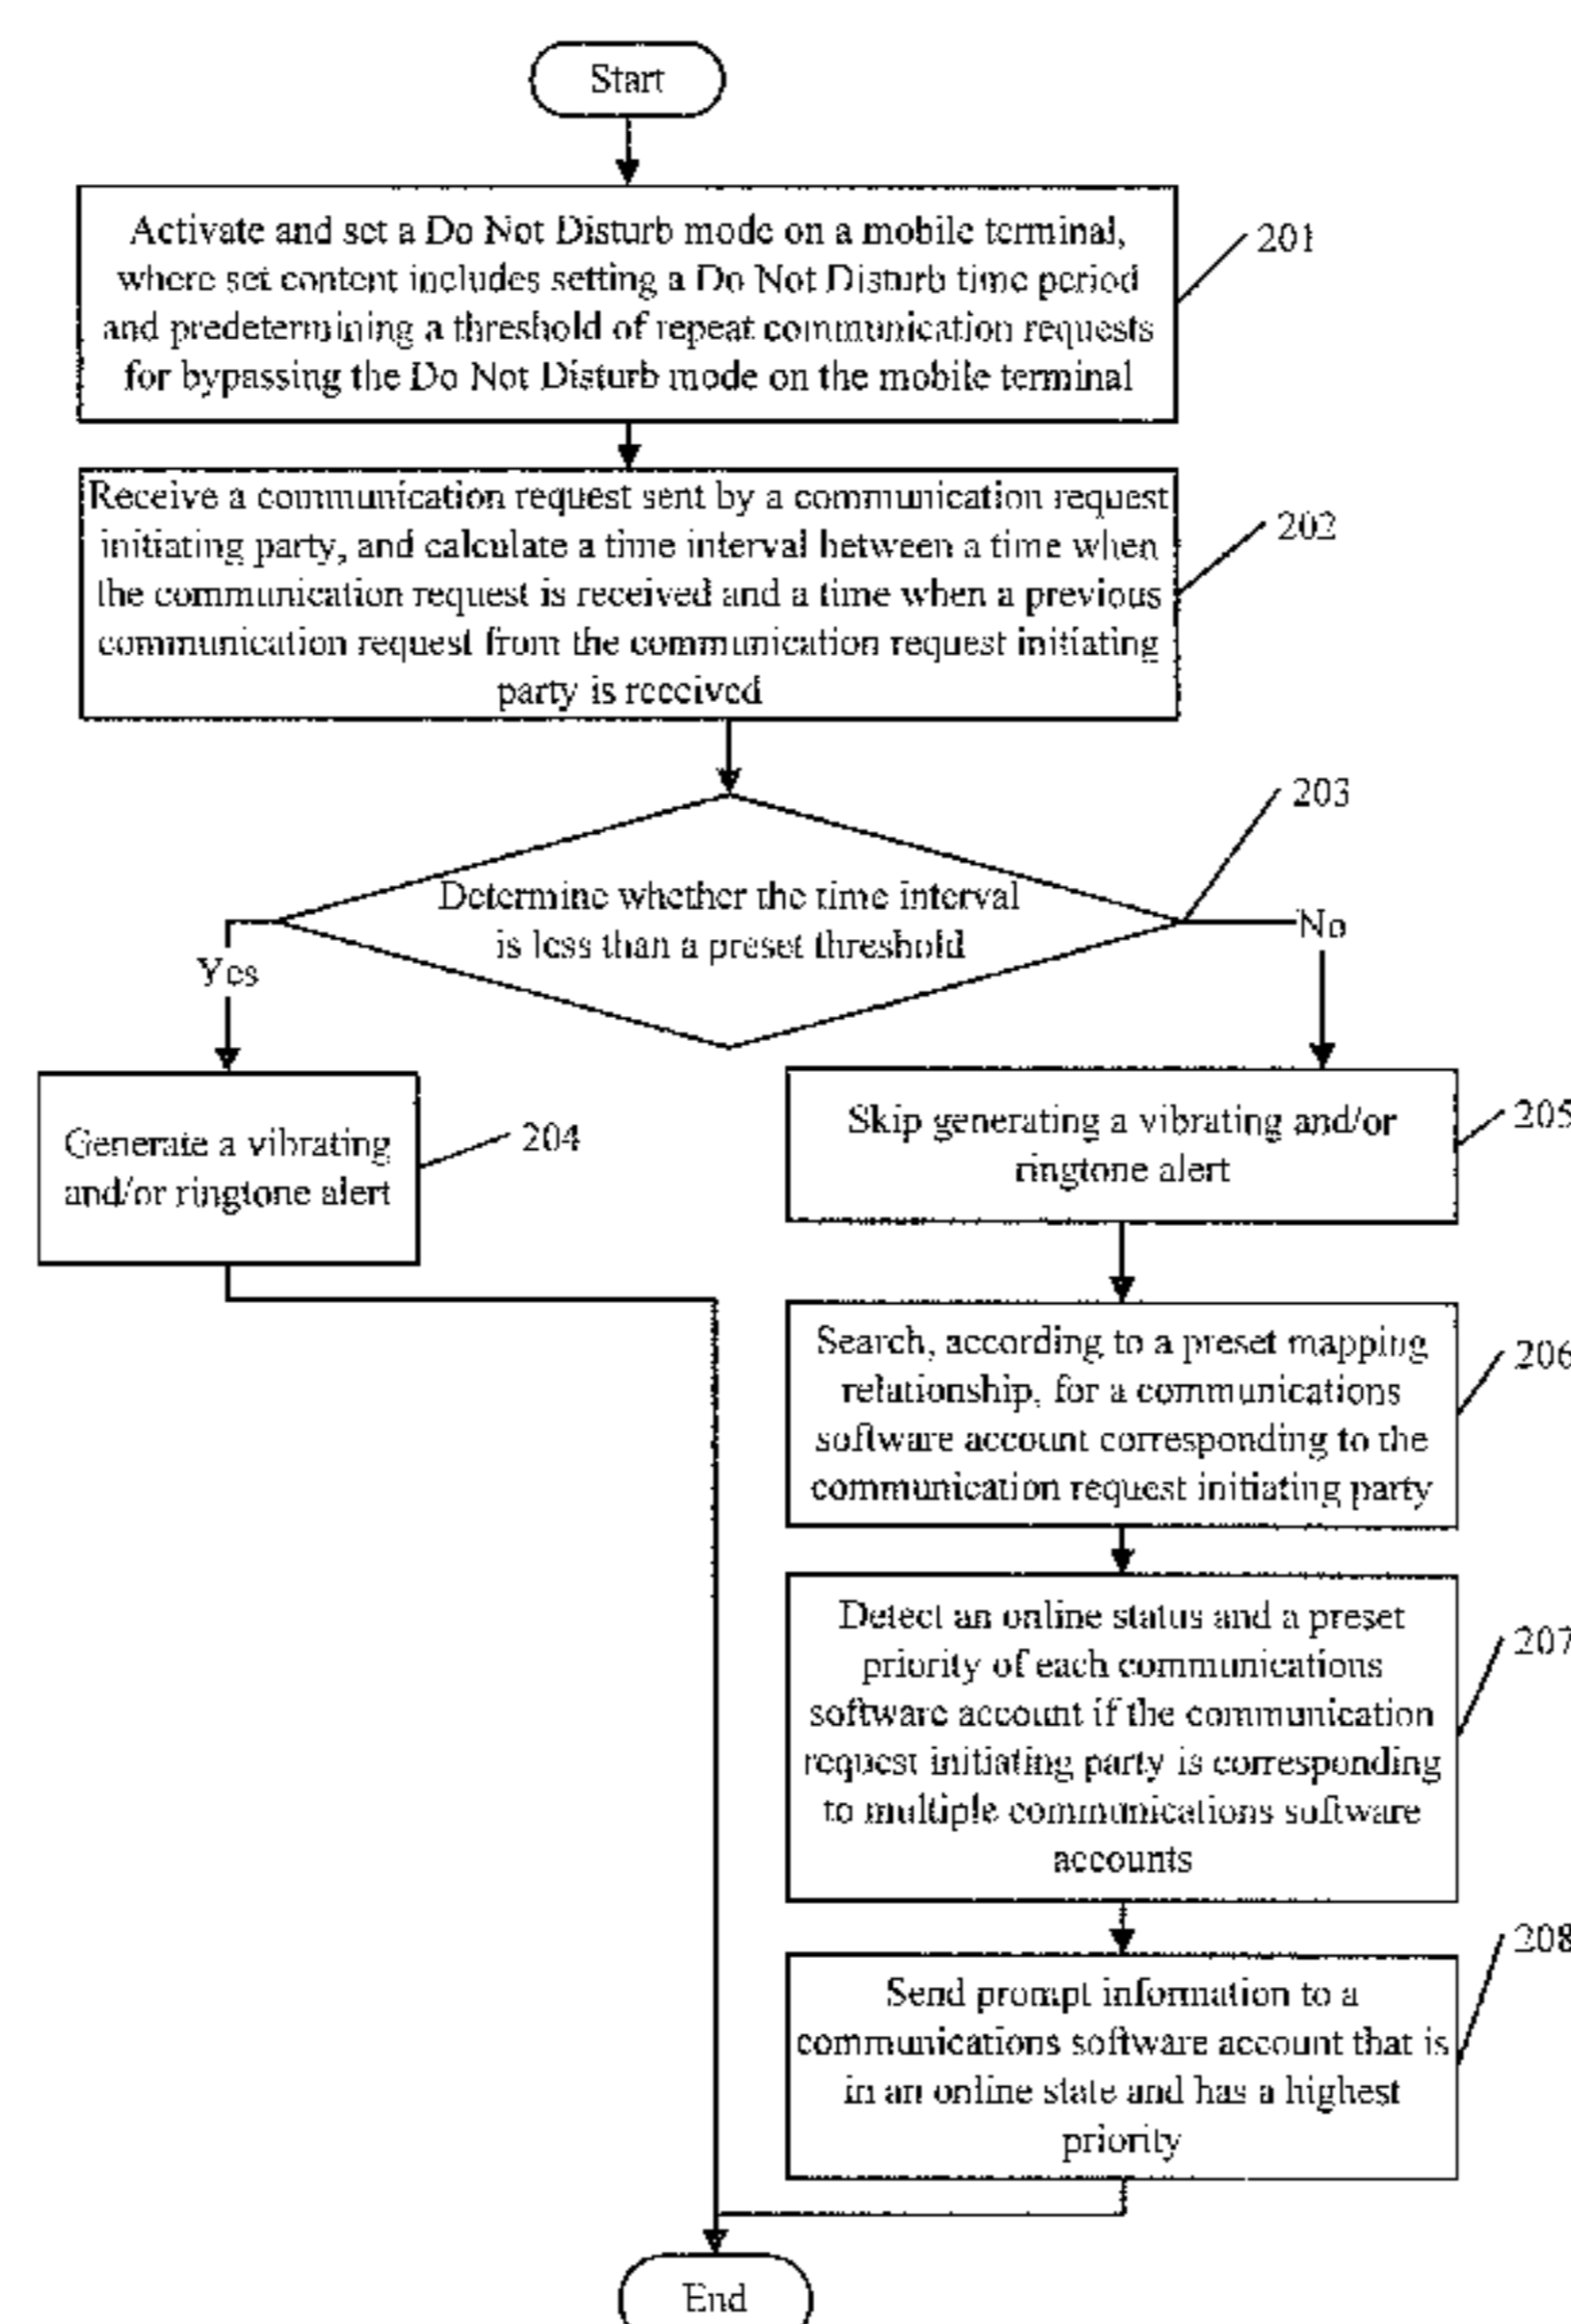 Start
Activate and set a Do Not Disturb mode on a mobile terminal,
where set content includes setting a Do Not Disturb time period
and predetermining a threshold of repeat communication requests
for bypassing the Do Not Disturb mode on the mobile terminal
201
Receive a communication request sent by a communication request
initiating party, and calculate a time interval between a time when
the communication request is received and a time when a previous
communication request from the communication request initiating
party is received
202
203
Determine whether the time interval
is less than a preset threshold
Yes
No
Generate a vibrating
and/or ringtone alert
204
Skip generating a vibrating and/or
ringtone alert
205
Search, according to a preset mapping
relationship, for a communications
software account corresponding to the
communication request initiating party
206
Detect an online status and a preset
priority of each communications
software account if the communication
request initiating party is corresponding
to multiple communications software
accounts
207
Send prompt information to a
communications software account that is
in an online state and has a highest
priority
208
End